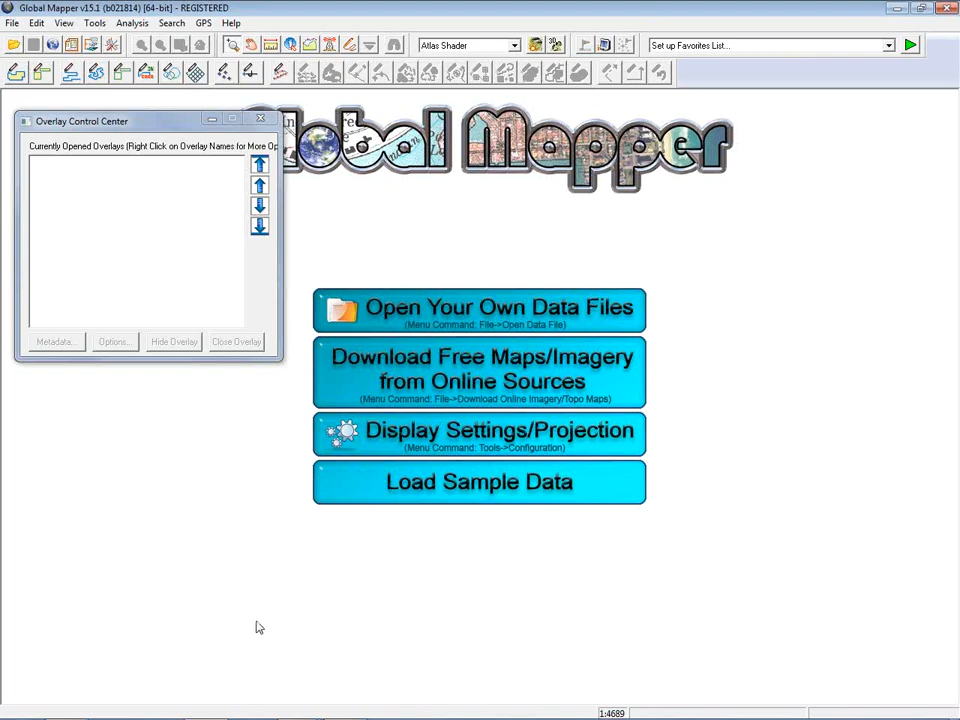 Global Mapper v15.1 (b021814) [64-bit] - REGISTERED
File Edit View Tools Analysis Search GPS Help
Atlas Shader
Set up Favorites List...
Overlay Control Center
Currently Opened Overlays (Right Click on Overlay Names for More Op
Metadata... Options... Hide Overlay Close Overlay
Global Mapper
Open Your Own Data Files
(Menu Command: File->Open Data File)
Download Free Maps/Imagery
from Online Sources
(Menu Command: File->Download Online Imagery/Topo Maps)
Display Settings/Projection
(Menu Command: Tools->Configuration)
Load Sample Data
1:4689